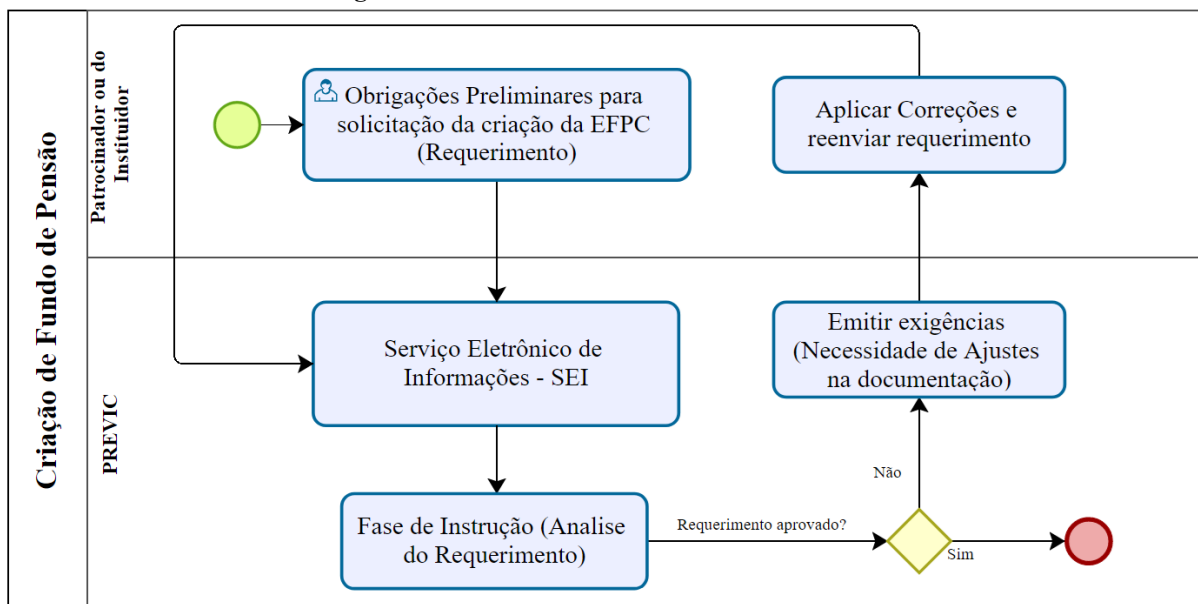 Criação de Fundo de Pensão
Patrocinador ou do
Instituidor
Obrigações Preliminares para
solicitação da criação da EFPC
(Requerimento)
Aplicar Correções e
reenviar requerimento
PREVIC
Serviço Eletrônico de
Informações - SEI
Emitir exigências
(Necessidade de Ajustes
na documentação)
Não
Fase de Instrução (Analise
do Requerimento)
Requerimento aprovado?
Sim